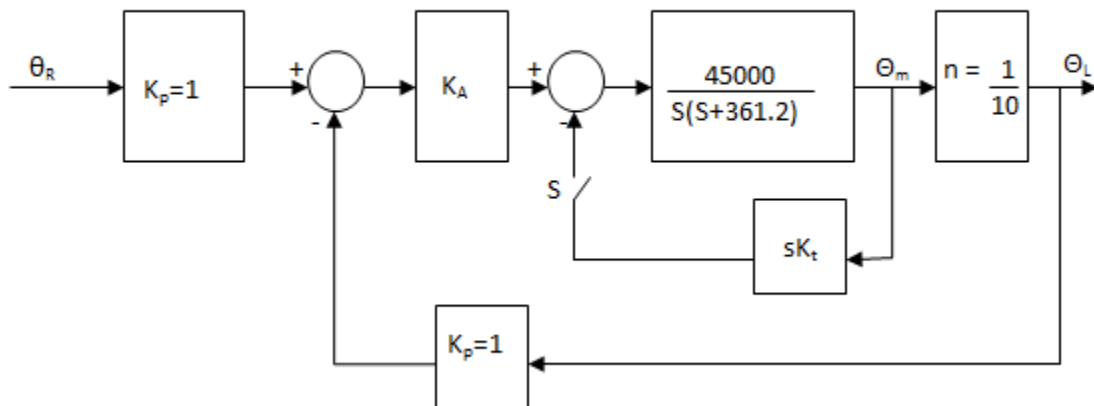 θR
Kp=1
+
-
KA
+
-
45000
S(S+361.2)
Θm
n = 1
10
ΘL
S
sKt
Kp=1